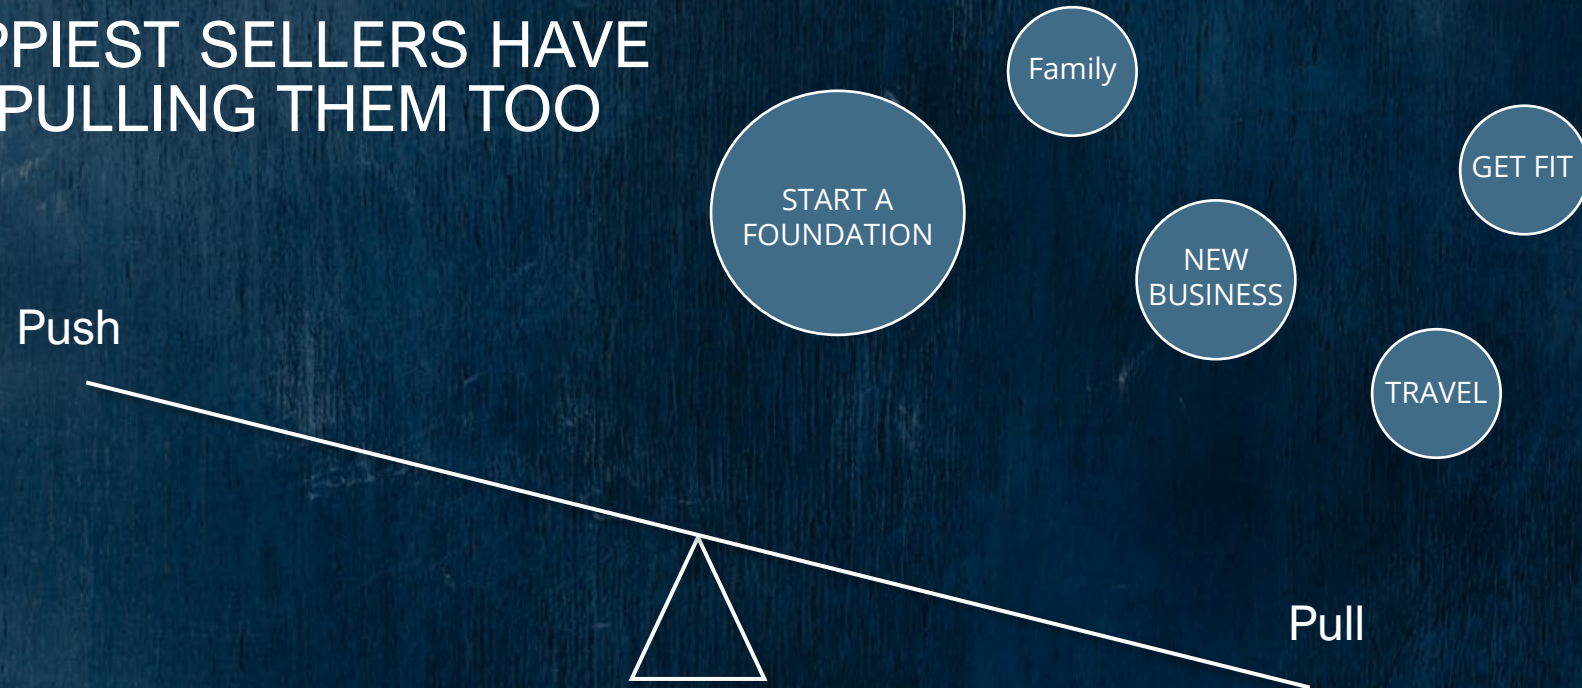 PPIEST SELLERS HAVE
PULLING THEM TOO
Family
GET FIT
START A
FOUNDATION
NEW
BUSINESS
Push
TRAVEL
Pull